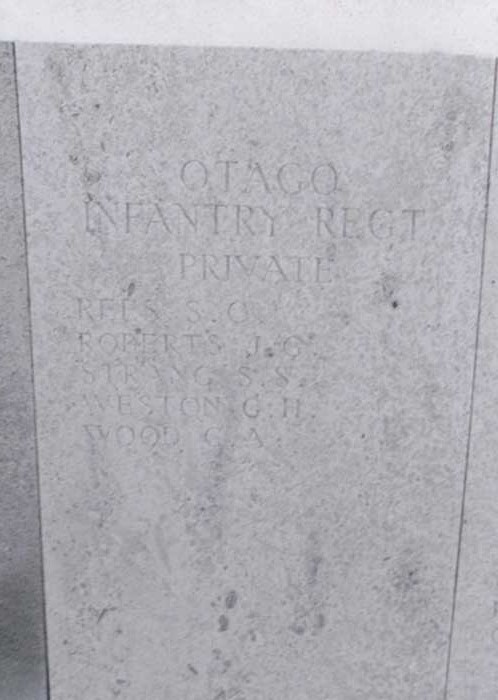 OTAGO
INFANTRY REGT
PRIVATE
REES S.
ROBERTS J.
STRANG S. S.
WESTON G. H.
WOOD A.